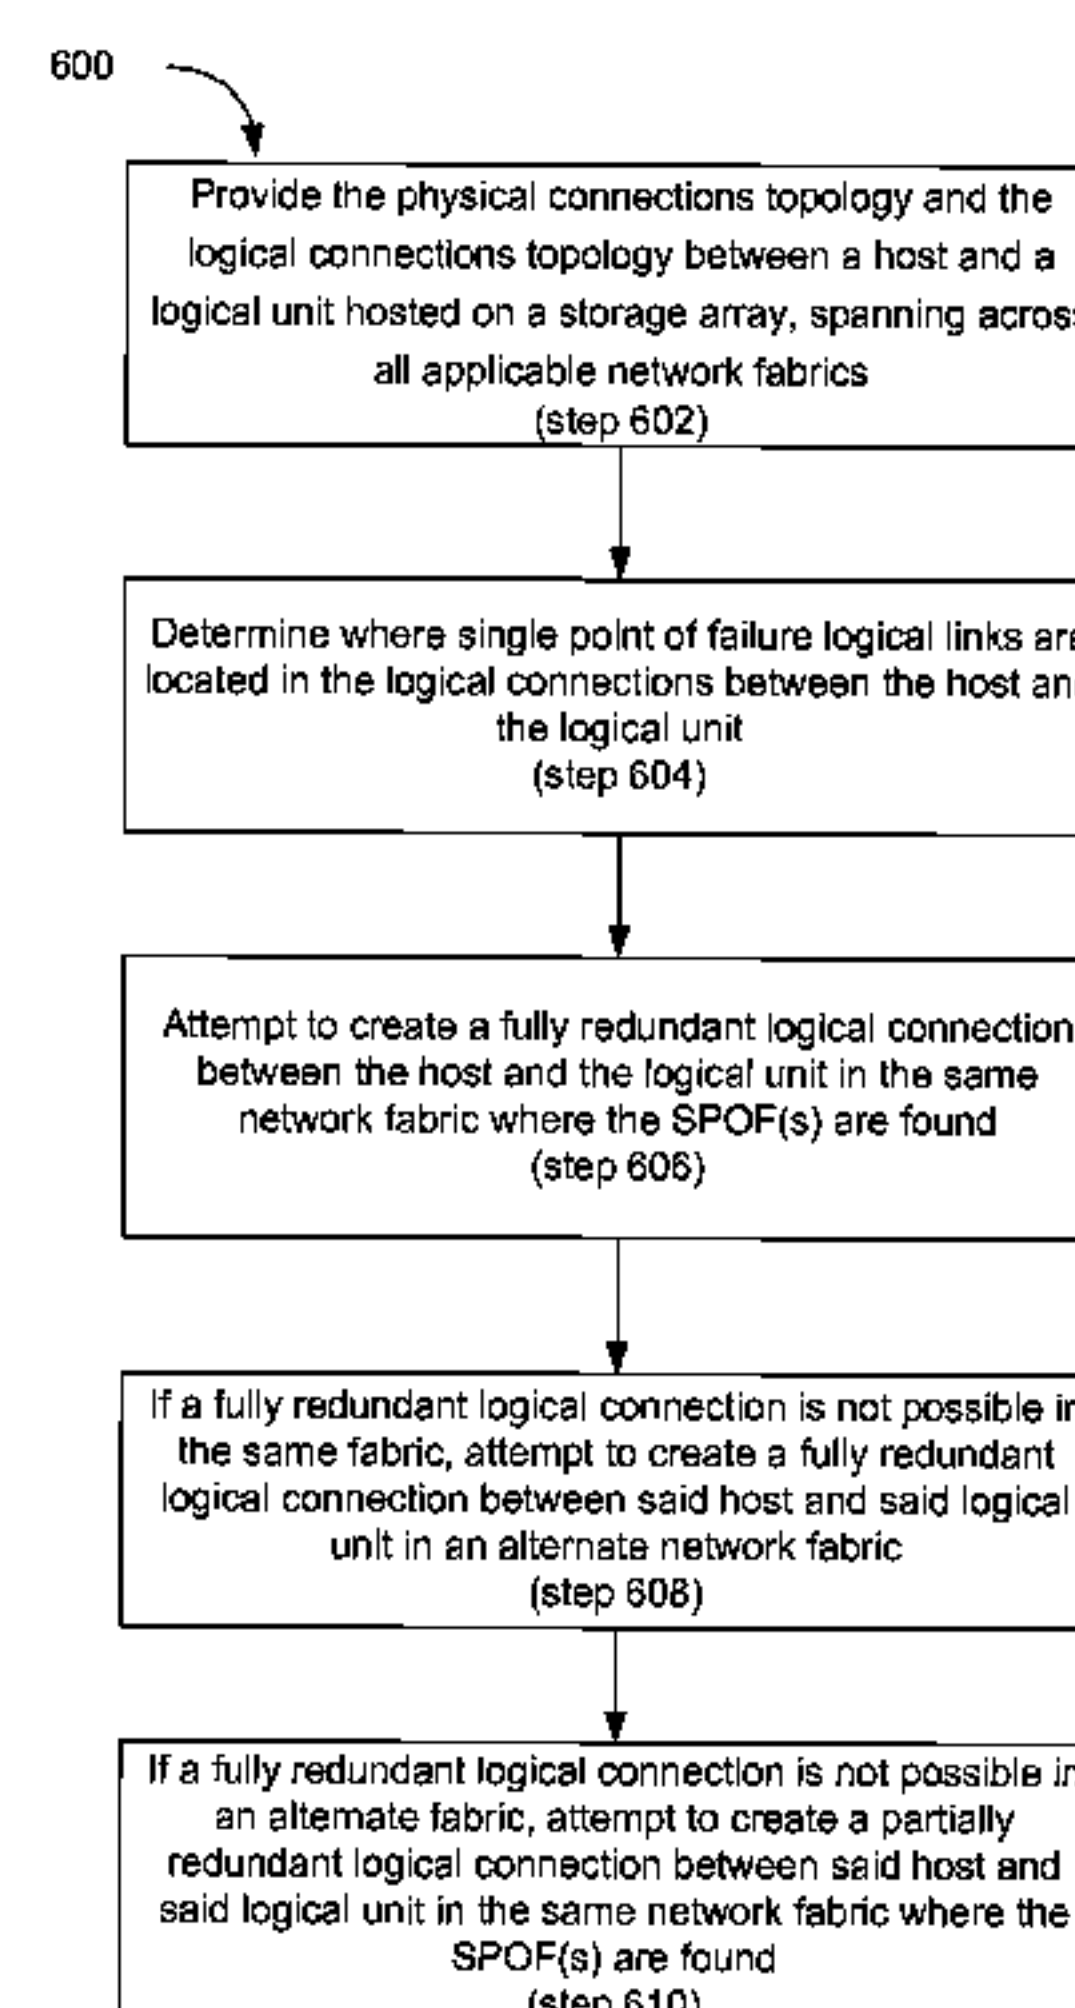 600
Provide the physical connections topology and the
logical connections topology between a host and a
logical unit hosted on a storage array, spanning across
all applicable network fabrics
(step 602)
Determine where single point of failure logical links are
located in the logical connections between the host an
the logical unit
(step 604)
Attempt to create a fully redundant logical connection
between the host and the logical unit in the same
network fabric where the SPOF(s) are found
(step 606)
If a fully redundant logical connection is not possible in
the same fabric, attempt to create a fully redundant
logical connection between said host and said logical
unit in an alternate network fabric
(step 608)
If a fully redundant logical connection is not possible in
an alternate fabric, attempt to create a partially
redundant logical connection between said host and
said logical unit in the same network fabric where the
SPOF(s) are found
(step 610)